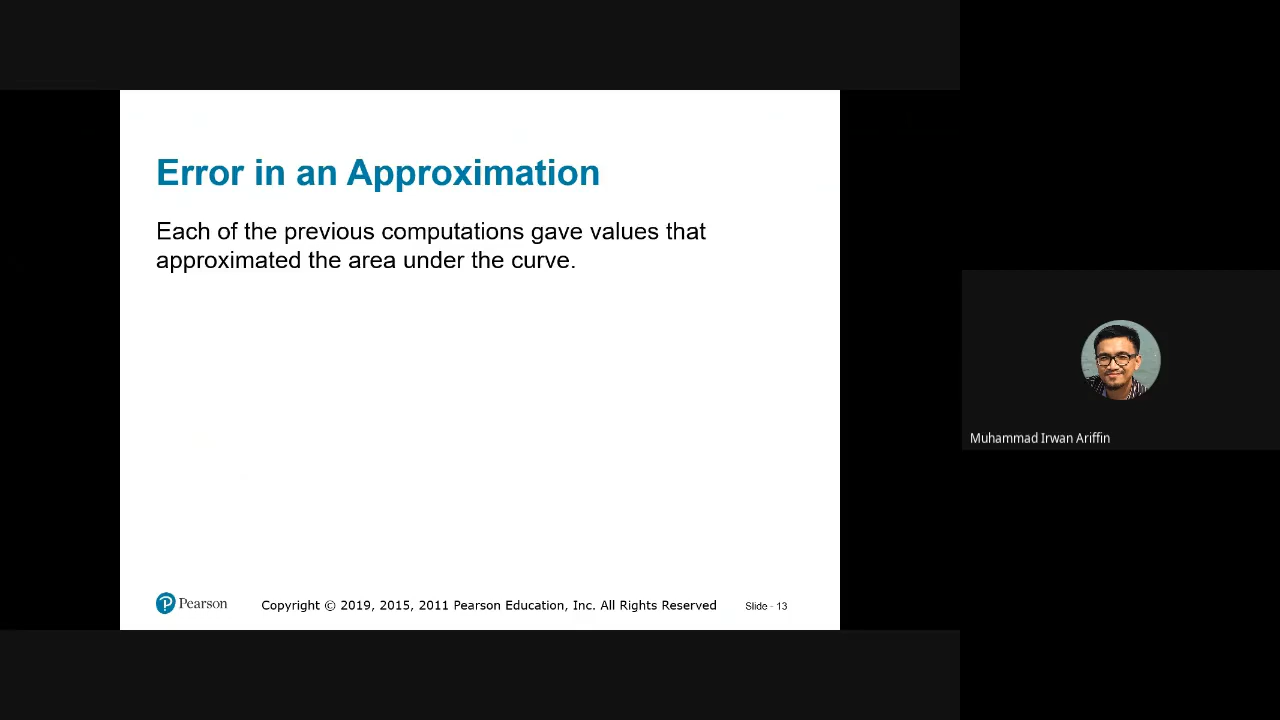 Error in an Approximation
Each of the previous computations gave values that
approximated the area under the curve.
Pearson
Copyright © 2019, 2015, 2011 Pearson Education, Inc. All Rights Reserved
Slide - 13
Muhammad Irwan Ariffin